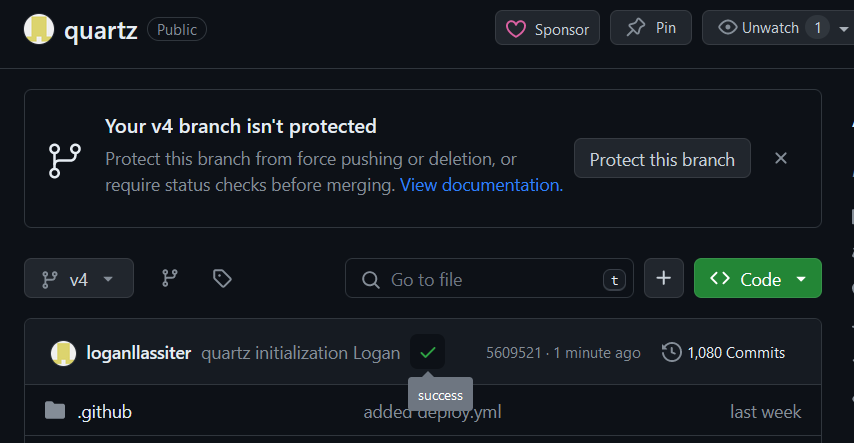 quartz Public Sponsor Pin Unwatch 1
Your v4 branch isn't protected
Protect this branch from force pushing or deletion, or
require status checks before merging. View documentation.
Protect this branch
v4 Go to file t Code
loganllassiter quartz initialization Logan 5609521 · 1 minute ago 1,080 Commits
success
.github added deploy.yml last week